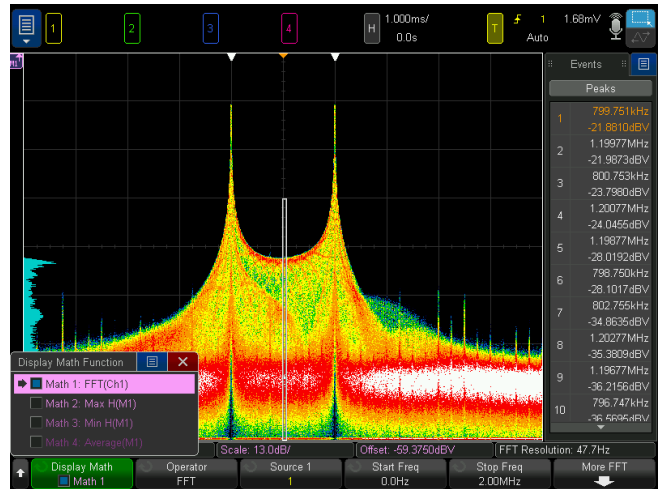 1
2
3
4
H
1.000ms/
0.0s
T
1
1.68mV
Auto
M1
Events
Peaks
1
799.751kHz
-21.8810dBV
2
1.19977MHz
-21.9873dBV
3
800.753kHz
-23.7980dBV
4
1.20077MHz
-24.0455dBV
5
1.19877MHz
-28.0192dBV
6
798.750kHz
-28.1017dBV
7
802.755kHz
-34.8635dBV
8
1.20277MHz
-35.3809dBV
9
1.19677MHz
-36.2156dBV
10
796.747kHz
-36.5695dBV
Display Math Function
Math 1: FFT(Ch1)
Math 2: Max H(M1)
Math 3: Min H(M1)
Math 4: Average(M1)
Scale: 13.0dB/
Offset: -59.3750dBV
FFT Resolution: 47.7Hz
Display Math
Math 1
Operator
FFT
Source 1
1
Start Freq
0.0Hz
Stop Freq
2.00MHz
More FFT